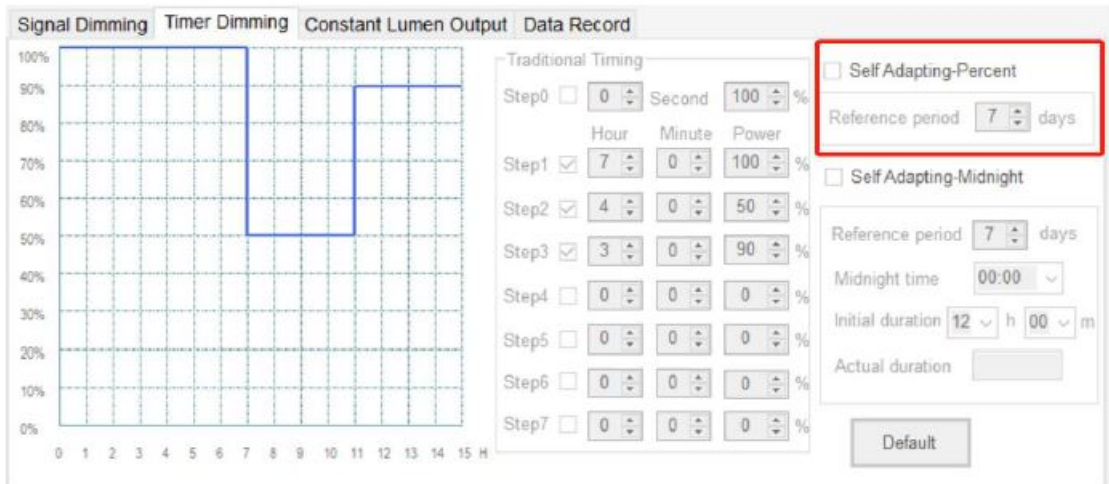 Signal Dimming Timer Dimming Constant Lumen Output Data Record
100%
90%
80%
70%
60%
50%
40%
30%
20%
10%
0%
0 1 2 3 4 5 6 7 8 9 10 11 12 13 14 15 H
Traditional Timing
Step0 0 Second 100 %
Hour Minute Power
Step1 7 0 100 %
Step2 4 0 50 %
Step3 3 0 90 %
Step4 0 0 0 %
Step5 0 0 0 %
Step6 0 0 0 %
Step7 0 0 0 %
Self Adapting-Percent
Reference period 7 days
Self Adapting-Midnight
Reference period 7 days
Midnight time 00:00
Initial duration 12 h 00 m
Actual duration
Default